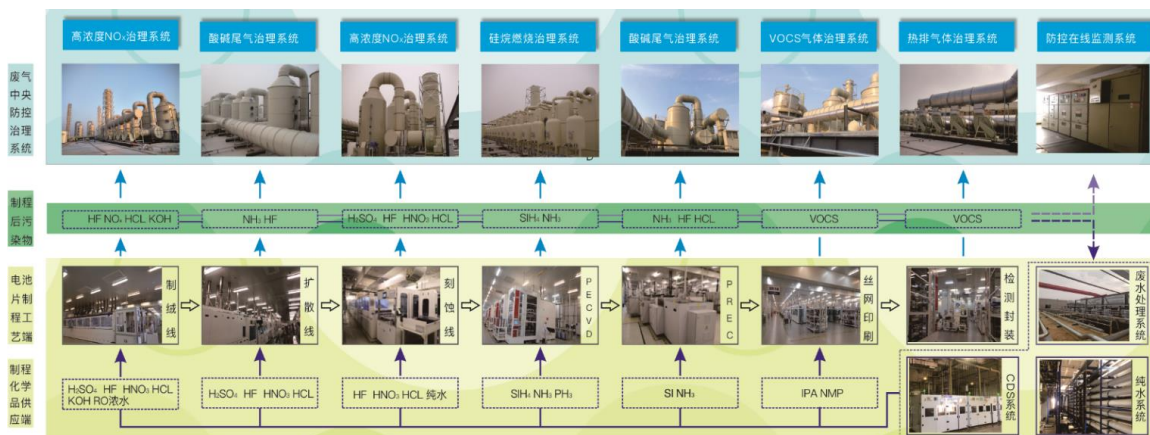 高浓度NOx治理系统
酸碱尾气治理系统
高浓度NOx治理系统
硅烷燃烧治理系统
酸碱尾气治理系统
VOCS气体治理系统
热排气体治理系统
防控在线监测系统
废气
中央
防控
治理
系统
制程
后污
染物
HF NOx HCL KOH
NH₃ HF
H₂SO₄ HF HNO₃ HCL
SIH₄ NH₃
NH₃ HF HCL
VOCS
VOCS
电池
片制
程工
艺端
制绒线
扩散线
刻蚀线
PECVD
PREC
丝网印刷
检测封装
废水处理系统
制程
化学
品供
应端
H₂SO₄ HF HNO₃ HCL
KOH RO浓水
H₂SO₄ HF HNO₃ HCL
HF HNO₃ HCL 纯水
SIH₄ NH₃ PH₃
SI NH₃
IPA NMP
CDS系统
纯水系统